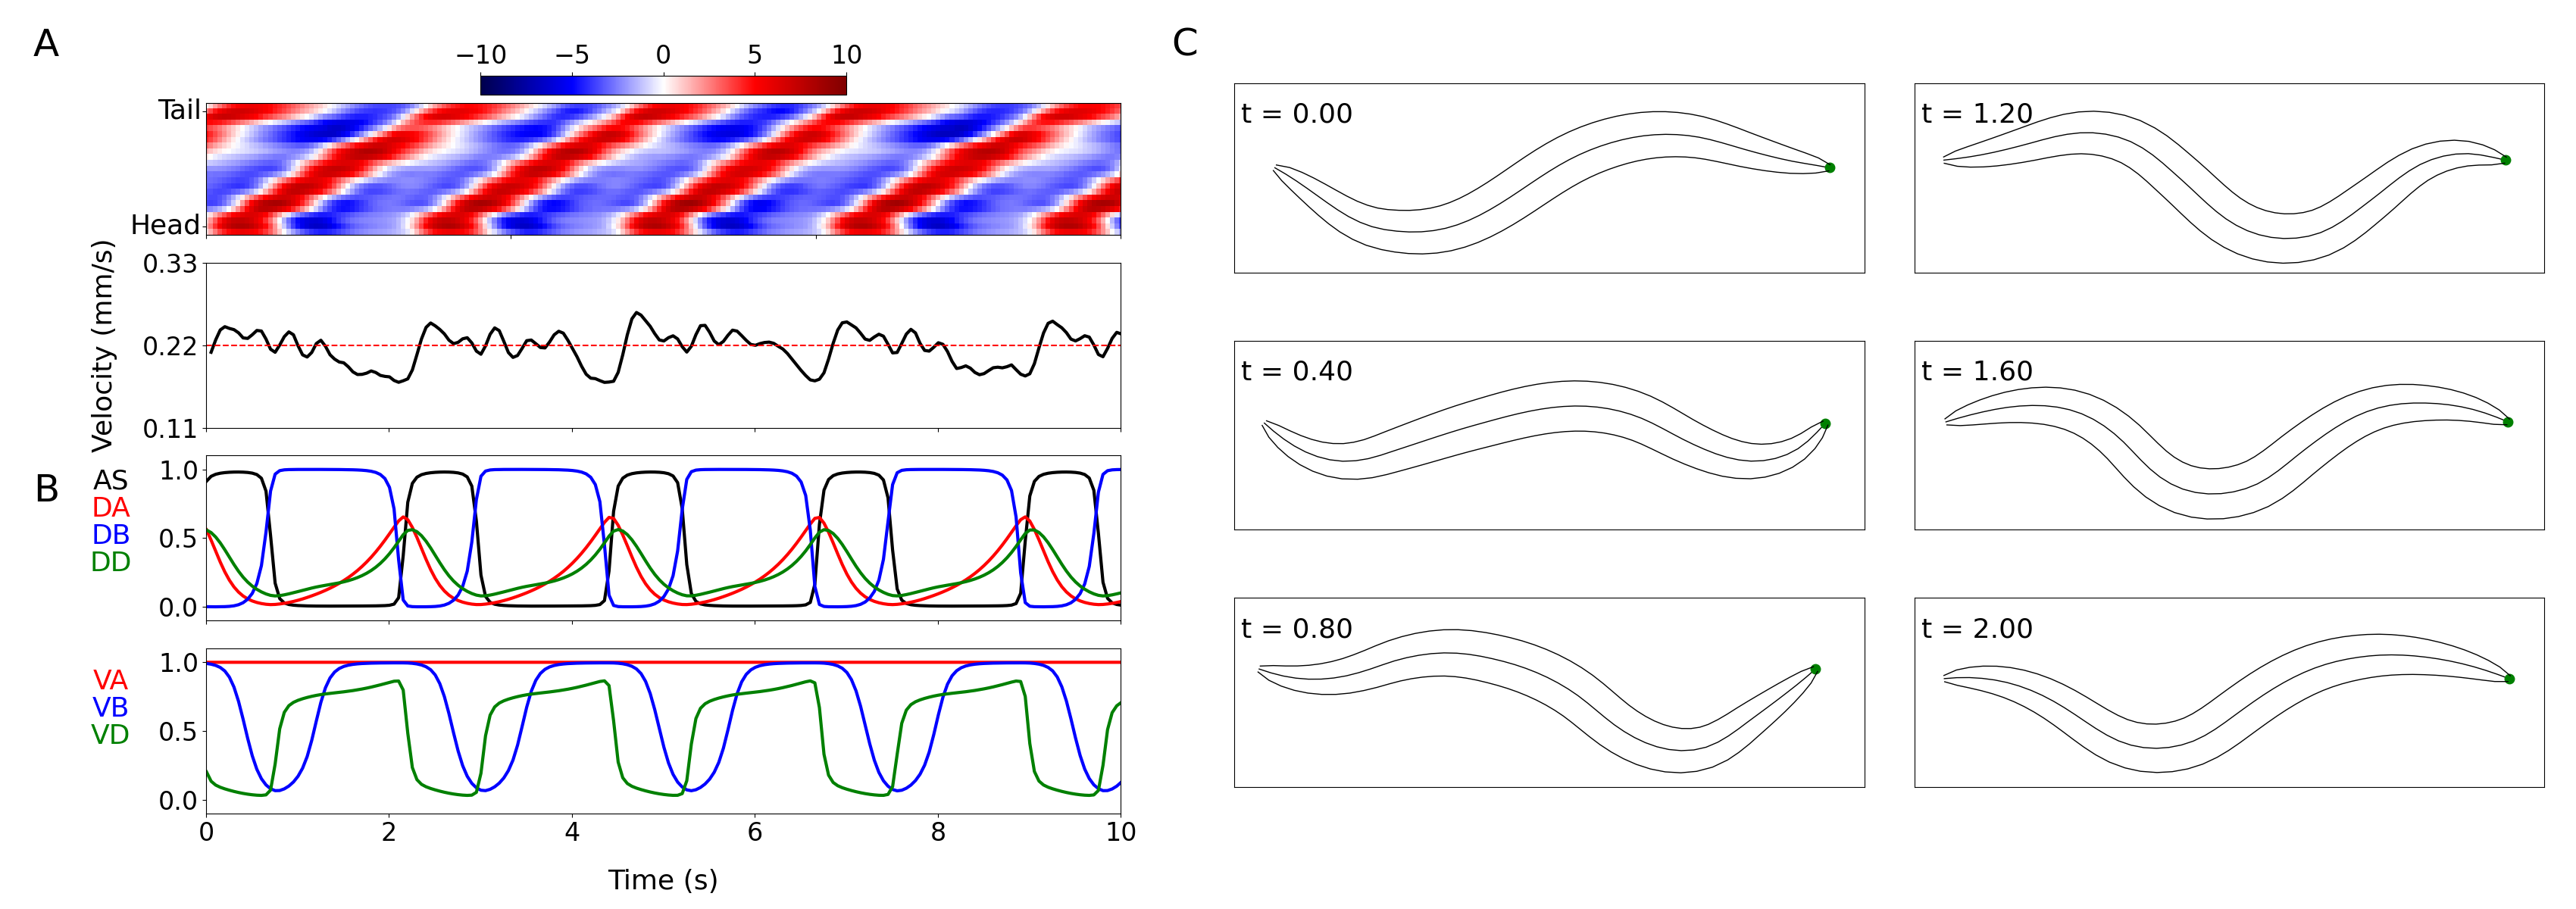 A
−10 −5 0 5 10
Tail
Head
Velocity (mm/s)
0.33
0.22
0.11
B
AS
DA
DB
DD
1.0
0.5
0.0
VA
VB
VD
1.0
0.5
0.0
0 2 4 6 8 10
Time (s)
C
t = 0.00
t = 1.20
t = 0.40
t = 1.60
t = 0.80
t = 2.00